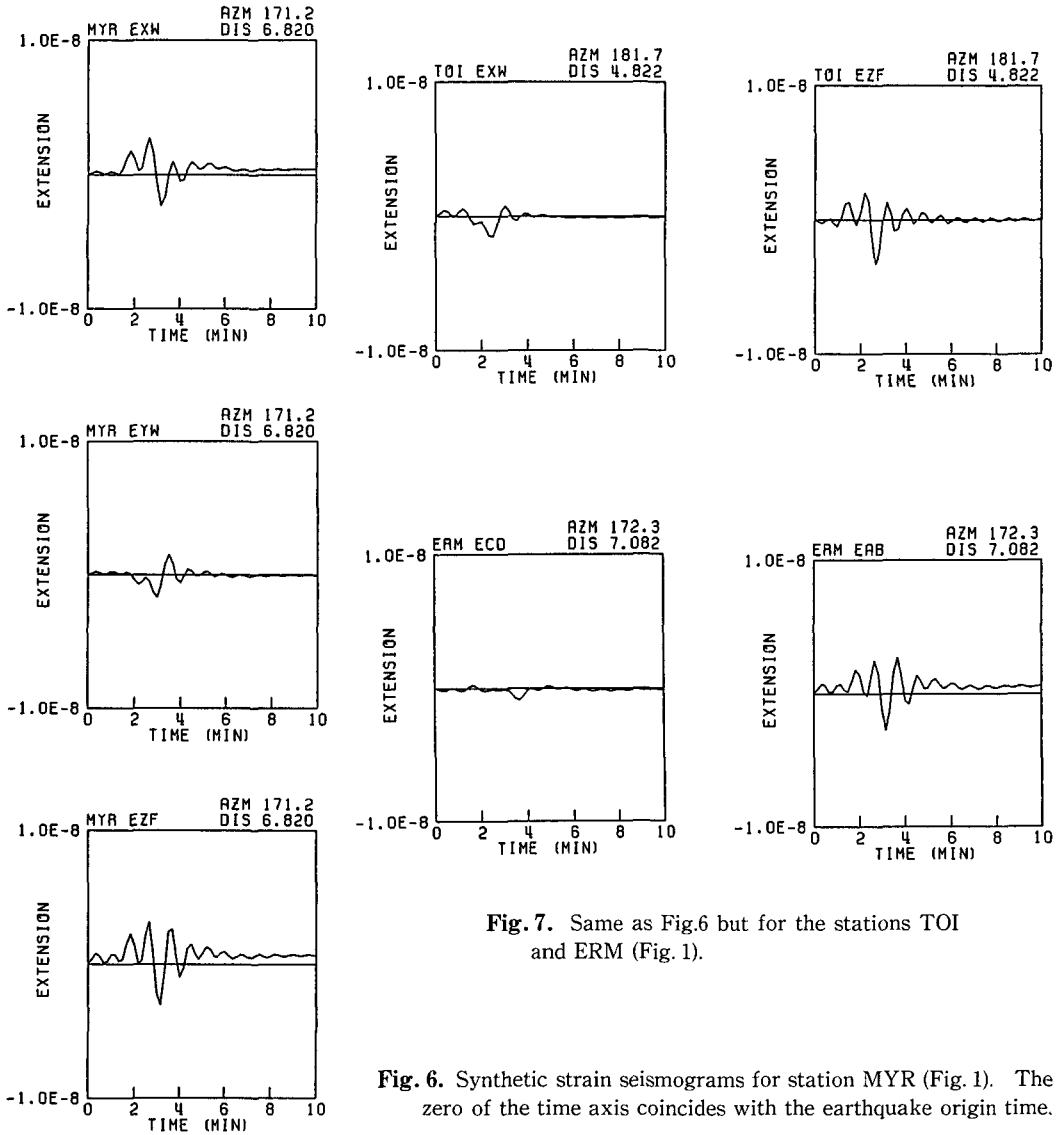 MYR EXW
AZM 171.2
DIS 6.820
1.0E-8
EXTENSION
-1.0E-8
0 2 4 6 8 10
TIME (MIN)
TOI EXW
AZM 181.7
DIS 4.822
1.0E-8
EXTENSION
-1.0E-8
0 2 4 6 8 10
TIME (MIN)
TOI EZF
AZM 181.7
DIS 4.822
1.0E-8
EXTENSION
-1.0E-8
0 2 4 6 8 10
TIME (MIN)
MYR EYW
AZM 171.2
DIS 6.820
1.0E-8
EXTENSION
-1.0E-8
0 2 4 6 8 10
TIME (MIN)
ERM ECD
AZM 172.3
DIS 7.082
1.0E-8
EXTENSION
-1.0E-8
0 2 4 6 8 10
TIME (MIN)
ERM EAB
AZM 172.3
DIS 7.082
1.0E-8
EXTENSION
-1.0E-8
0 2 4 6 8 10
TIME (MIN)
MYR EZF
AZM 171.2
DIS 6.820
1.0E-8
EXTENSION
-1.0E-8
0 2 4 6 8 10
TIME (MIN)
Fig. 7. Same as Fig.6 but for the stations TOI
and ERM (Fig. 1).
Fig. 6. Synthetic strain seismograms for station MYR (Fig. 1). The
zero of the time axis coincides with the earthquake origin time.